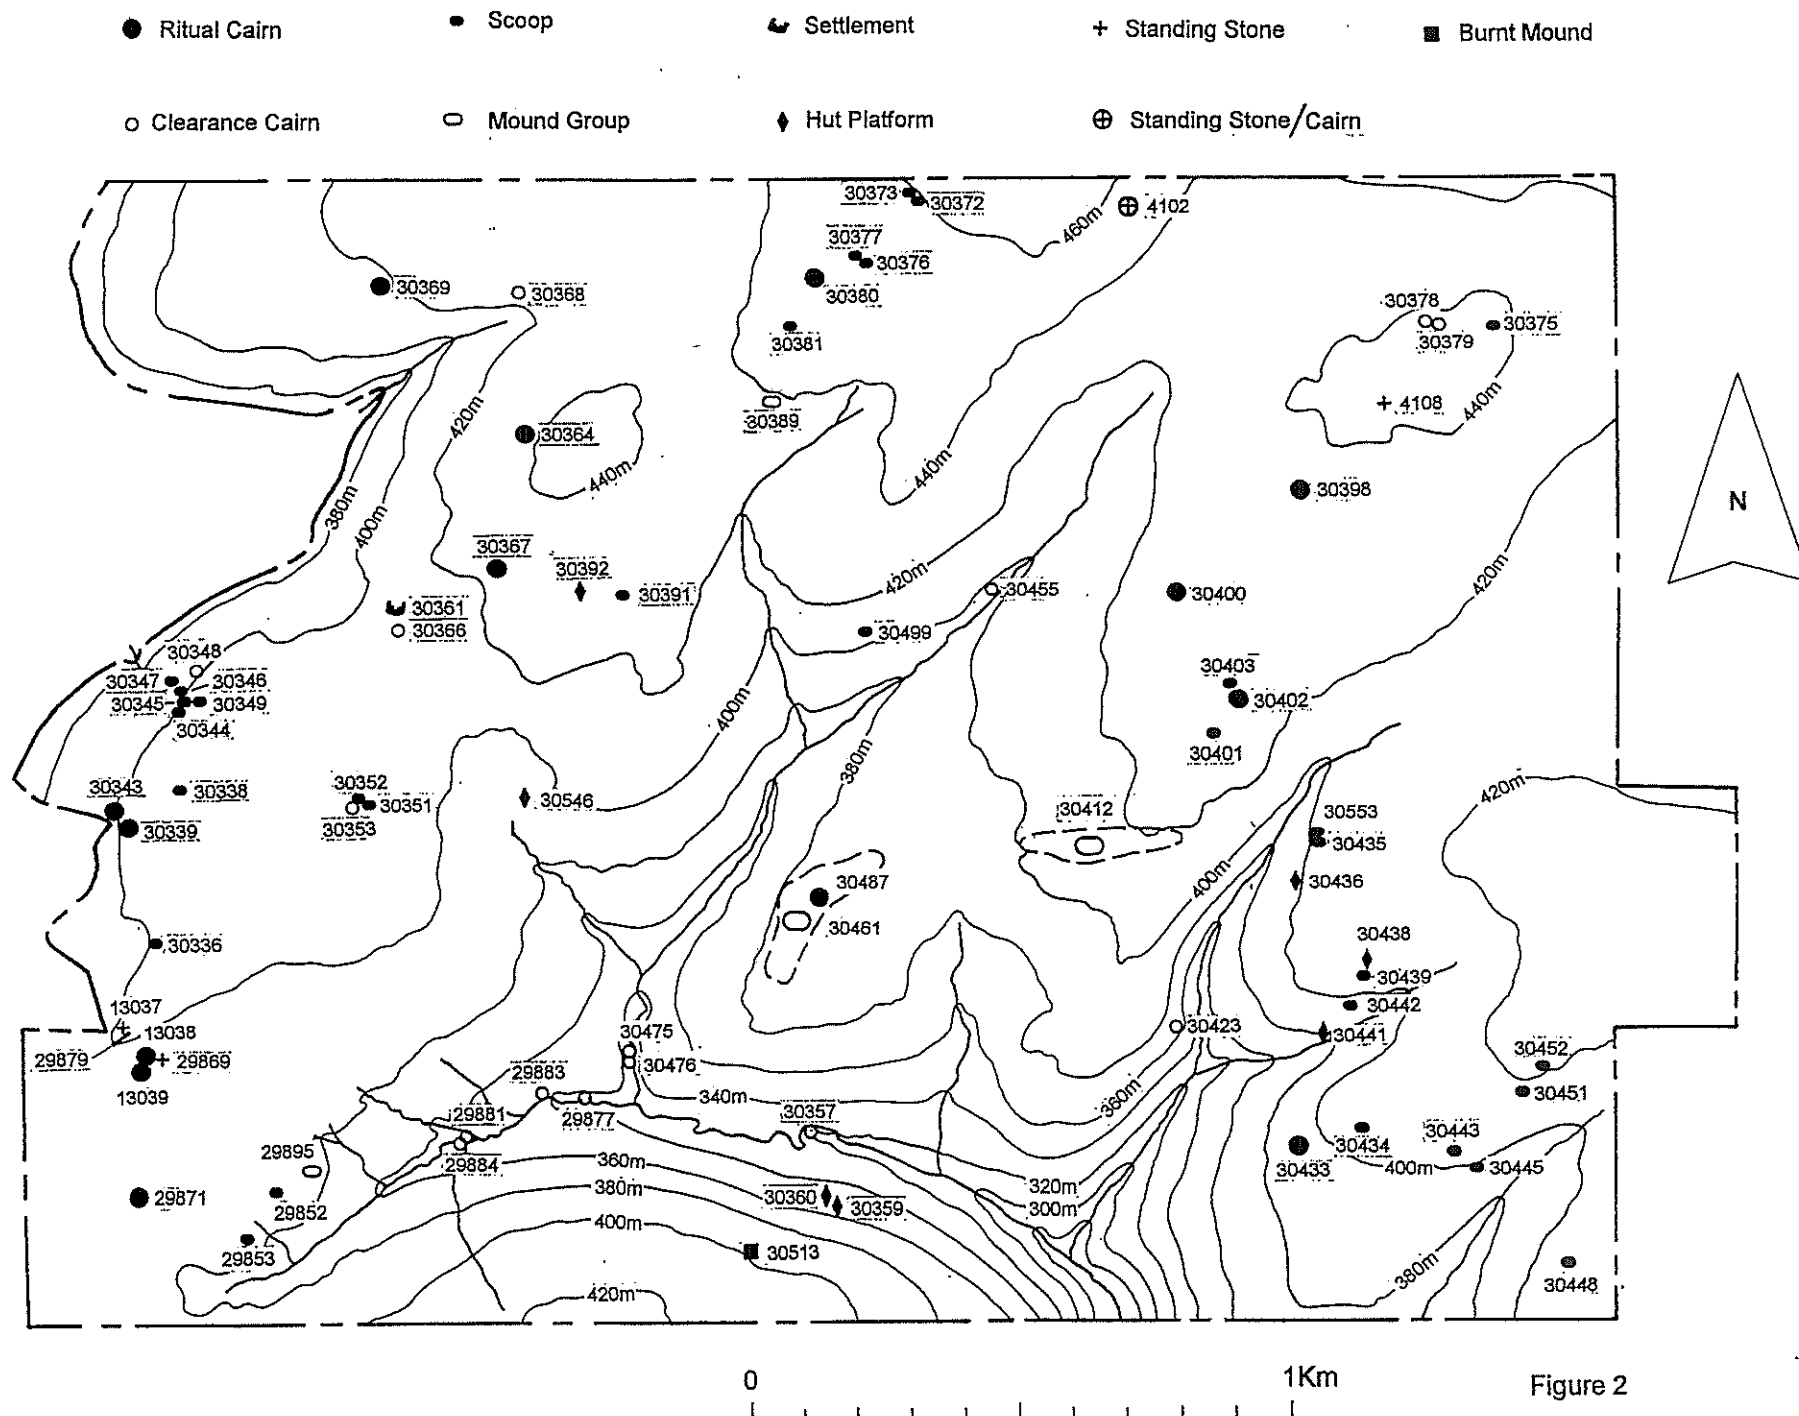 Ritual Cairn
Scoop
Settlement
Standing Stone
Burnt Mound
Clearance Cairn
Mound Group
Hut Platform
Standing Stone/Cairn
30373
30372
460m
4102
30377
30376
30380
30369
30368
30381
30378
30379
30375
420m
30364
440m
30389
440m
4108
440m
380m
400m
30398
N
30367
30392
30391
420m
30455
30400
420m
30361
30366
30499
30348
30347
30346
30345
30349
30344
400m
30403
30402
30401
380m
30343
30338
30339
30352
30351
30353
30546
30412
420m
30553
30435
400m
30436
30487
30461
30336
30438
30439
30442
13037
13038
29879
29869
13039
30475
30476
30423
30441
29883
340m
360m
30452
30451
29881
29877
30357
29884
29895
30433
30434
30443
400m
30445
360m
380m
400m
30360
30359
320m
300m
29871
29852
29853
30513
380m
30448
420m
0
1Km
Figure 2